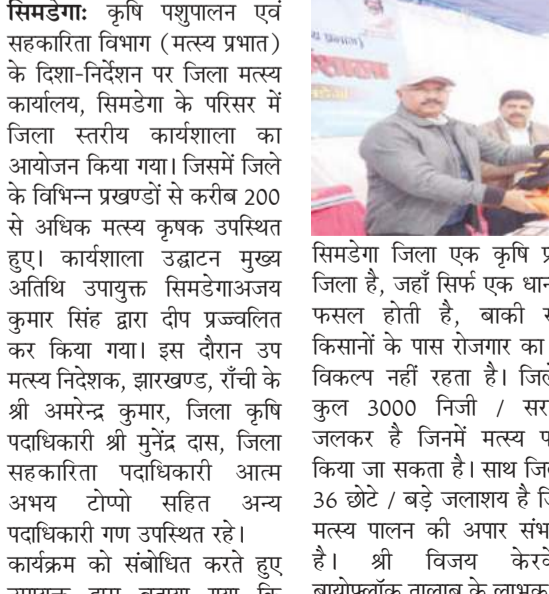 सिमडेगाः कृषि पशुपालन एवं
सहकारिता विभाग (मत्स्य प्रभात)
के दिशा-निर्देशन पर जिला मत्स्य
कार्यालय, सिमडेगा के परिसर में
जिला स्तरीय कार्यशाला का
आयोजन किया गया। जिसमें जिले
के विभिन्न प्रखण्डों से करीब 200
से अधिक मत्स्य कृषक उपस्थित
हुए। कार्यशाला उद्घाटन मुख्य
अतिथि उपायुक्त सिमडेगाअजय
कुमार सिंह द्वारा दीप प्रज्ज्वलित
कर किया गया। इस दौरान उप
मत्स्य निदेशक, झारखण्ड, राँची के
श्री अमरेन्द्र कुमार, जिला कृषि
पदाधिकारी श्री मुनेंद्र दास, जिला
सहकारिता पदाधिकारी आत्म
अभय टोप्पो सहित अन्य
पदाधिकारी गण उपस्थित रहे।
कार्यक्रम को संबोधित करते हुए
सिमडेगा जिला एक कृषि
जिला है, जहाँ सिर्फ एक धान
फसल होती है, बाकी
किसानों के पास रोजगार का
विकल्प नहीं रहता है।
कुल 3000 निजी /
जलकर है जिनमें मत्स्य
किया जा सकता है। साथ
36 छोटे / बड़े जलाशय है
मत्स्य पालन की अपार
है। श्री विजय
बायोफ्लॉक तालाब के